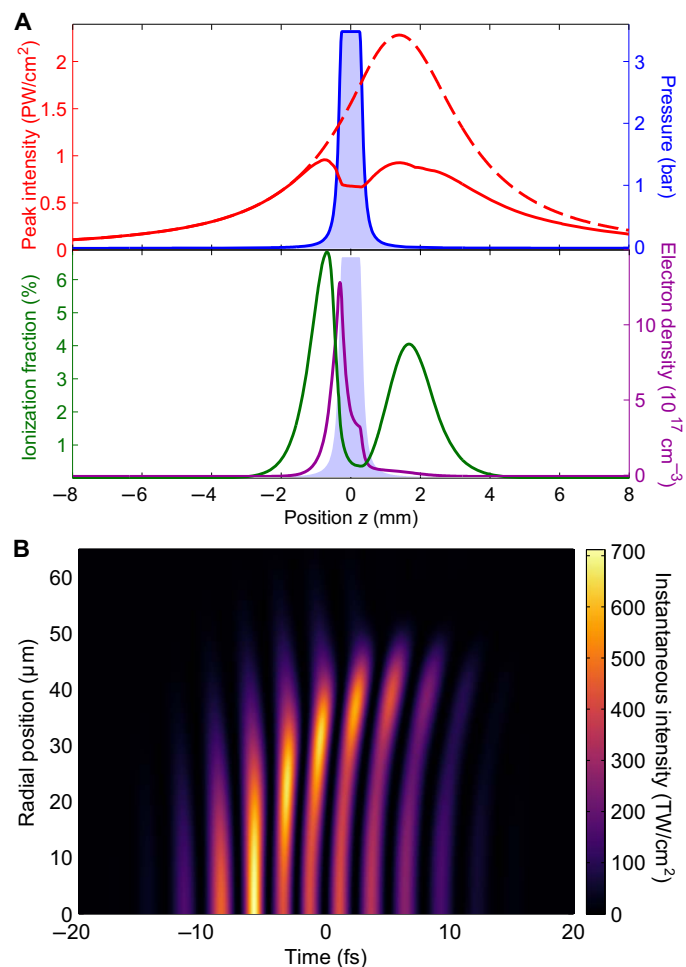 A
Peak intensity (PW/cm2)
2
1.5
1
0.5
0
Pressure (bar)
3
2
1
0
Ionization fraction (%)
6
5
4
3
2
1
Electron density (10 17 cm–3)
10
5
0
–8 –6 –4 –2 0 2 4 6 8
Position z (mm)
B
Radial position (µm)
60
50
40
30
20
10
0
–20 –10 0 10 20
Time (fs)
700
600
500
400
300
200
100
0
Instantaneous intensity (TW/cm2)